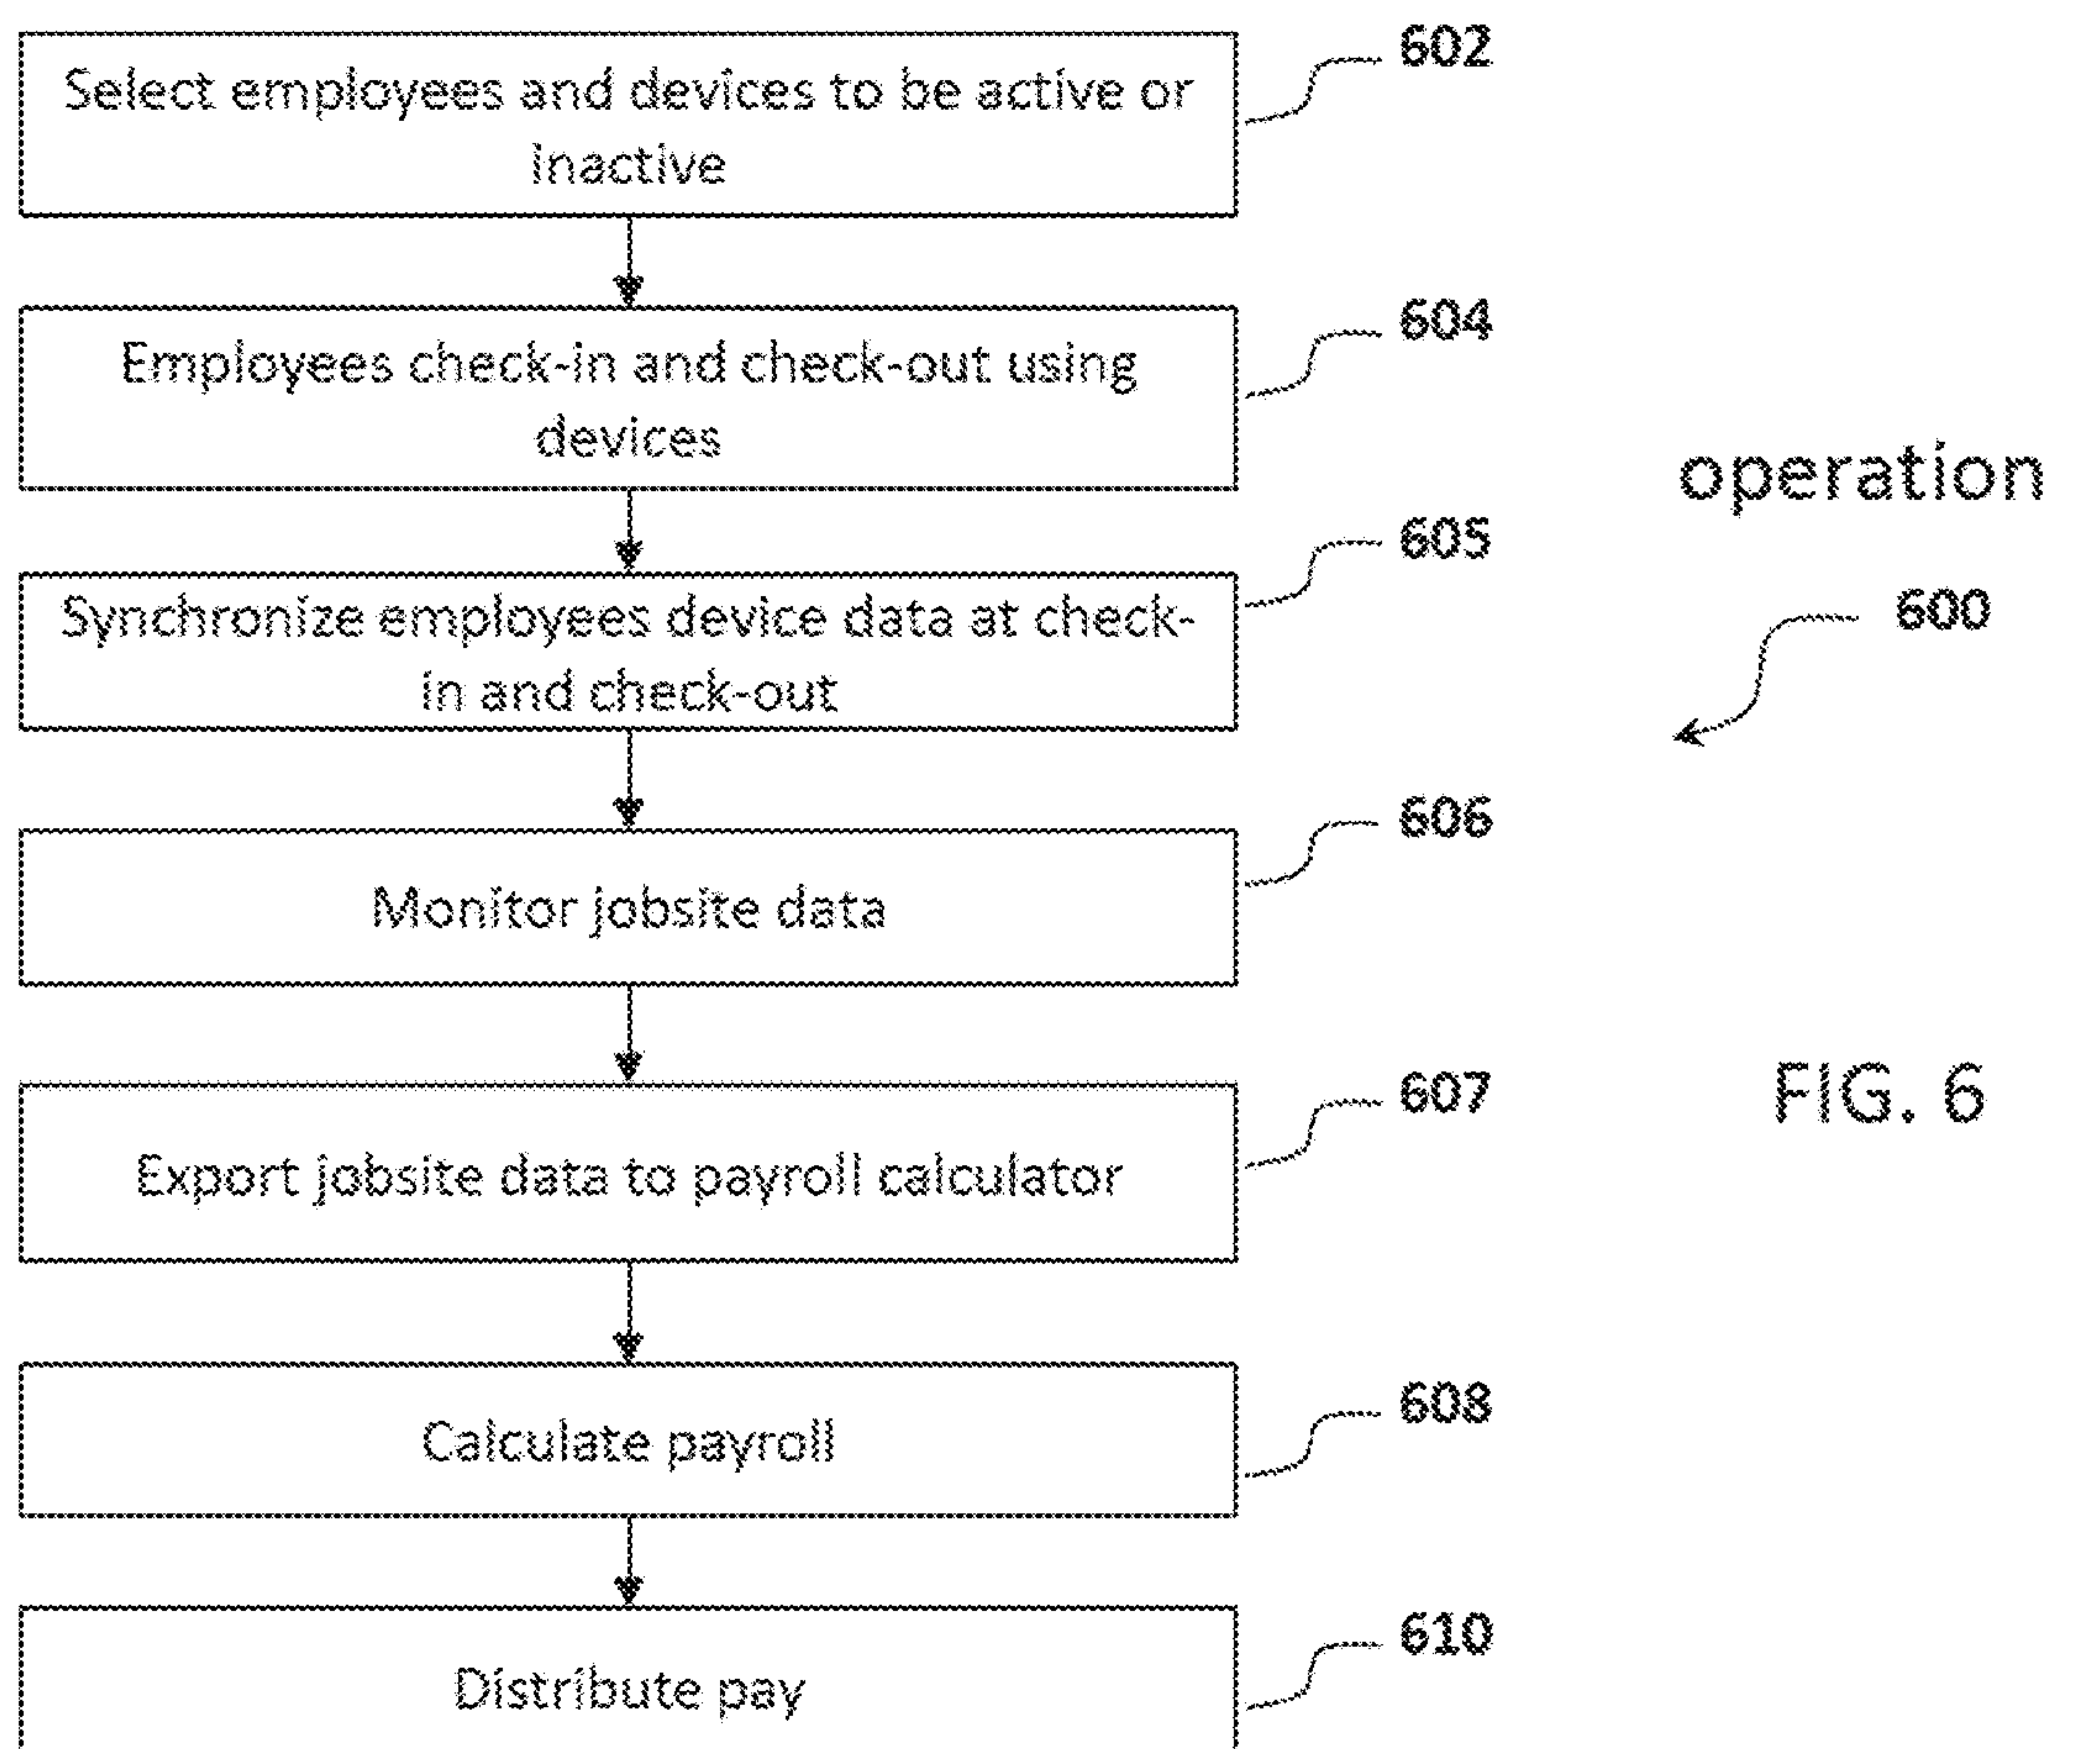 602
Select employees and devices to be active or
inactive
604
Employees check-in and check-out using
devices
operation
605
Synchronize employees device data at check-
in and check-out
600
606
Monitor jobsite data
607
FIG. 6
Export jobsite data to payroll calculator
608
Calculate payroll
610
Distribute pay